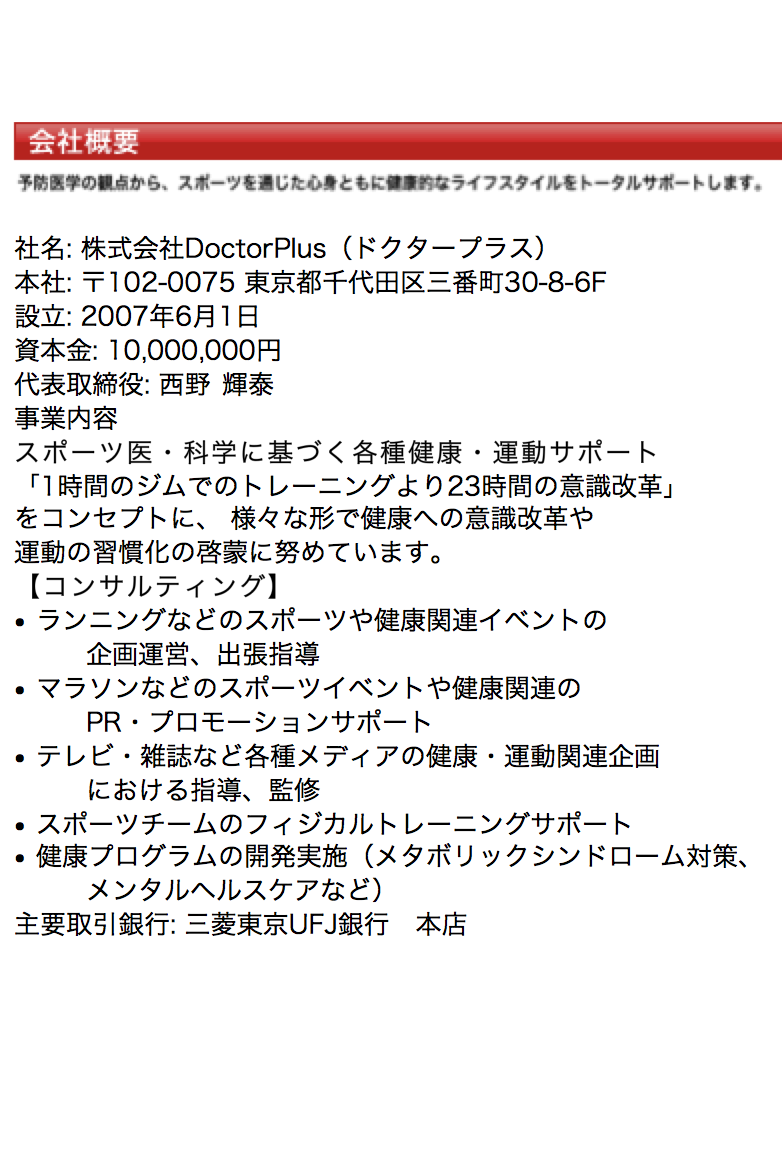 会社概要
予防医学の観点から、スポーツを通じた心身ともに健康的なライフスタイルをトータルサポートします。
社名: 株式会社DoctorPlus（ドクタープラス）
本社: 〒102-0075 東京都千代田区三番町30-8-6F
設立: 2007年6月1日
資本金: 10,000,000円
代表取締役: 西野 輝泰
事業内容
スポーツ医・科学に基づく各種健康・運動サポート
「1時間のジムでのトレーニングより23時間の意識改革」
をコンセプトに、 様々な形で健康への意識改革や
運動の習慣化の啓蒙に努めています。
【コンサルティング】
• ランニングなどのスポーツや健康関連イベントの
企画運営、出張指導
• マラソンなどのスポーツイベントや健康関連の
PR・プロモーションサポート
• テレビ・雑誌など各種メディアの健康・運動関連企画
における指導、監修
• スポーツチームのフィジカルトレーニングサポート
• 健康プログラムの開発実施（メタボリックシンドローム対策、
メンタルヘルスケアなど）
主要取引銀行: 三菱東京UFJ銀行　本店